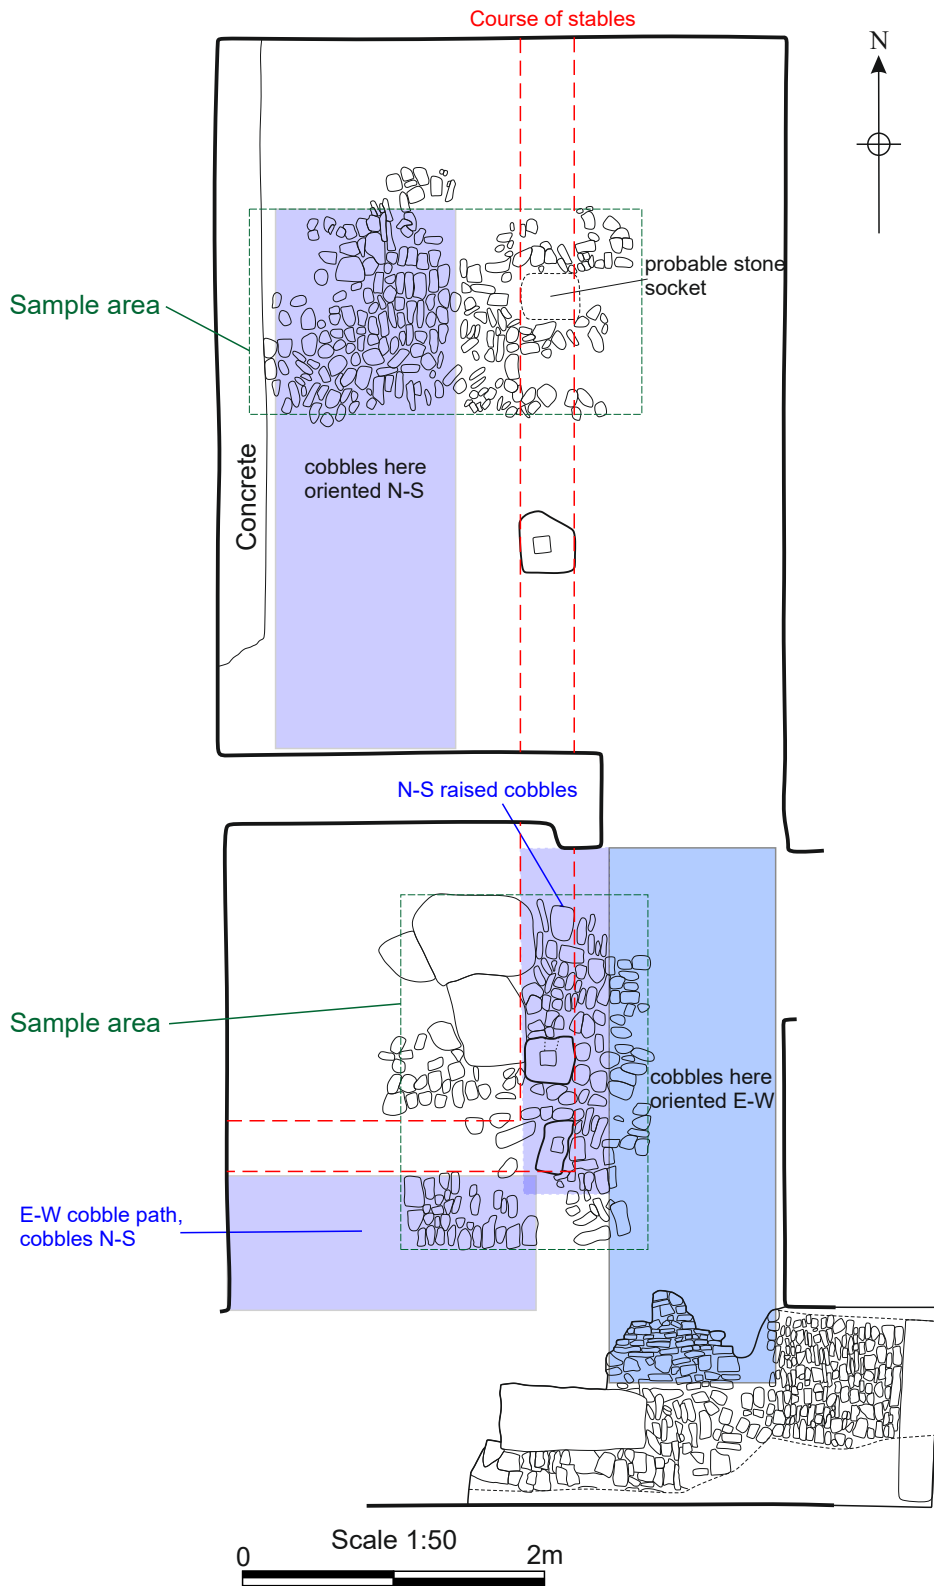 Course of stables
N
probable stone
socket
Sample area
cobbles here
oriented N-S
Concrete
N-S raised cobbles
Sample area
cobbles here
oriented E-W
E-W cobble path,
cobbles N-S
Scale 1:50
0 2m